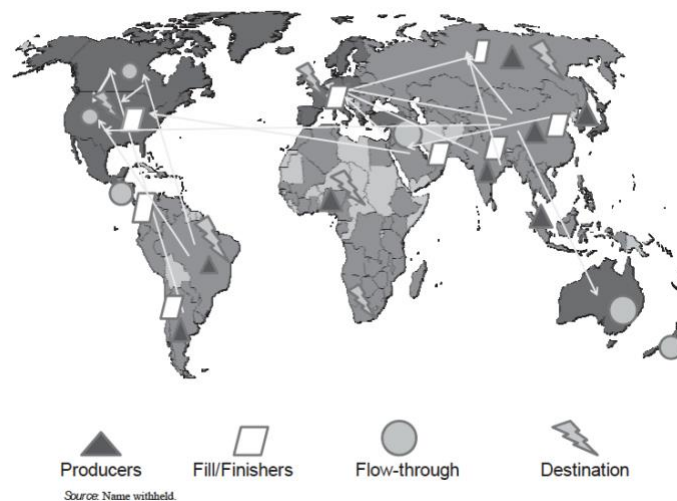 Producers Fill/Finishers Flow-through Destination
Source: Name withheld.